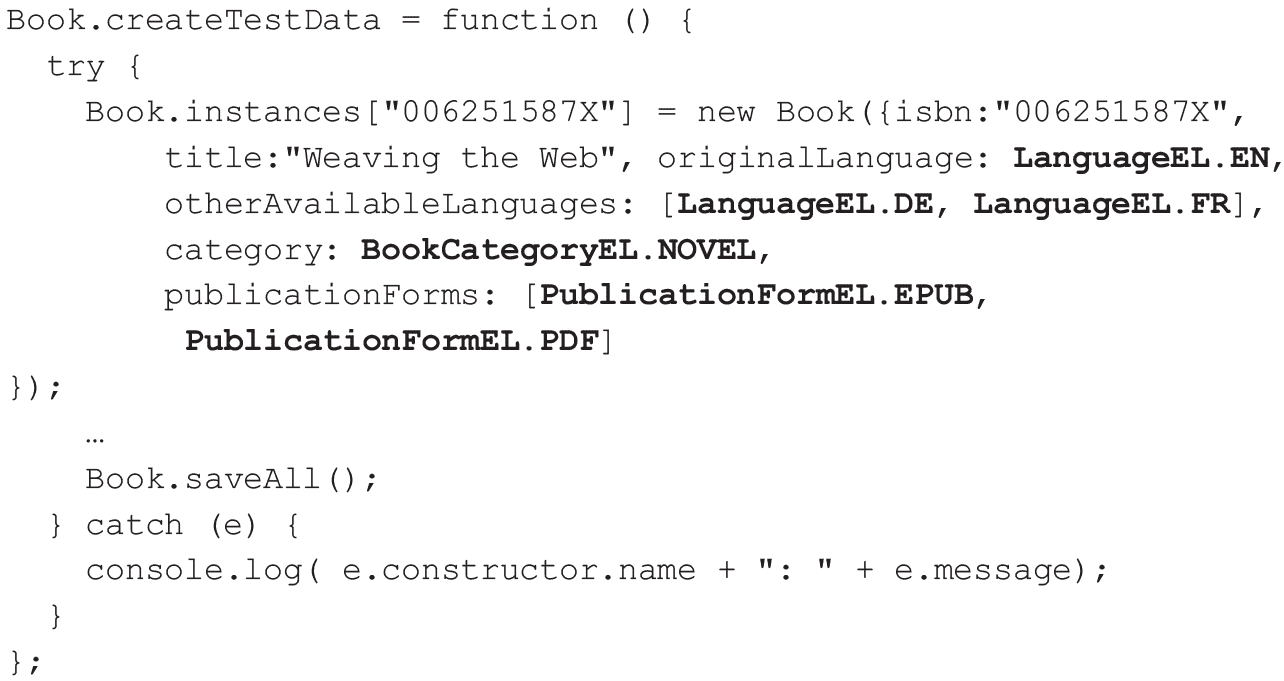 Book.createTestData = function () {
  try {
    Book.instances["006251587X"] = new Book({isbn:"006251587X",
        title:"Weaving the Web", originalLanguage: LanguageEL.EN,
        otherAvailableLanguages: [LanguageEL.DE, LanguageEL.FR],
        category: BookCategoryEL.NOVEL,
        publicationForms: [PublicationFormEL.EPUB,
         PublicationFormEL.PDF]
});
    …
    Book.saveAll();
  } catch (e) {
    console.log( e.constructor.name + ": " + e.message);
  }
};